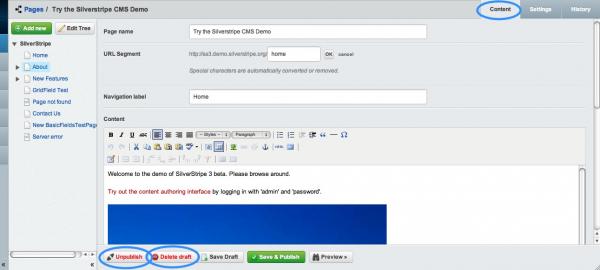 Pages / Try the Silverstripe CMS Demo
Content Settings History
Add new Edit Tree
SilverStripe
Home
About
New Features
GridField Test
Page not found
Contact Us
New BasicFieldsTestPage
Server error
Page name Try the Silverstripe CMS Demo
URL Segment http://ss3.demo.silverstripe.org/ home OK cancel
Special characters are automatically converted or removed.
Navigation label Home
Content
B I U ABC - Styles - Paragraph
HTML
Welcome to the demo of SilverStripe 3 beta. Please browse around.
Try out the content authoring interface by logging in with 'admin' and 'password'.
« « Unpublish Delete draft Save Draft Save & Publish Preview »